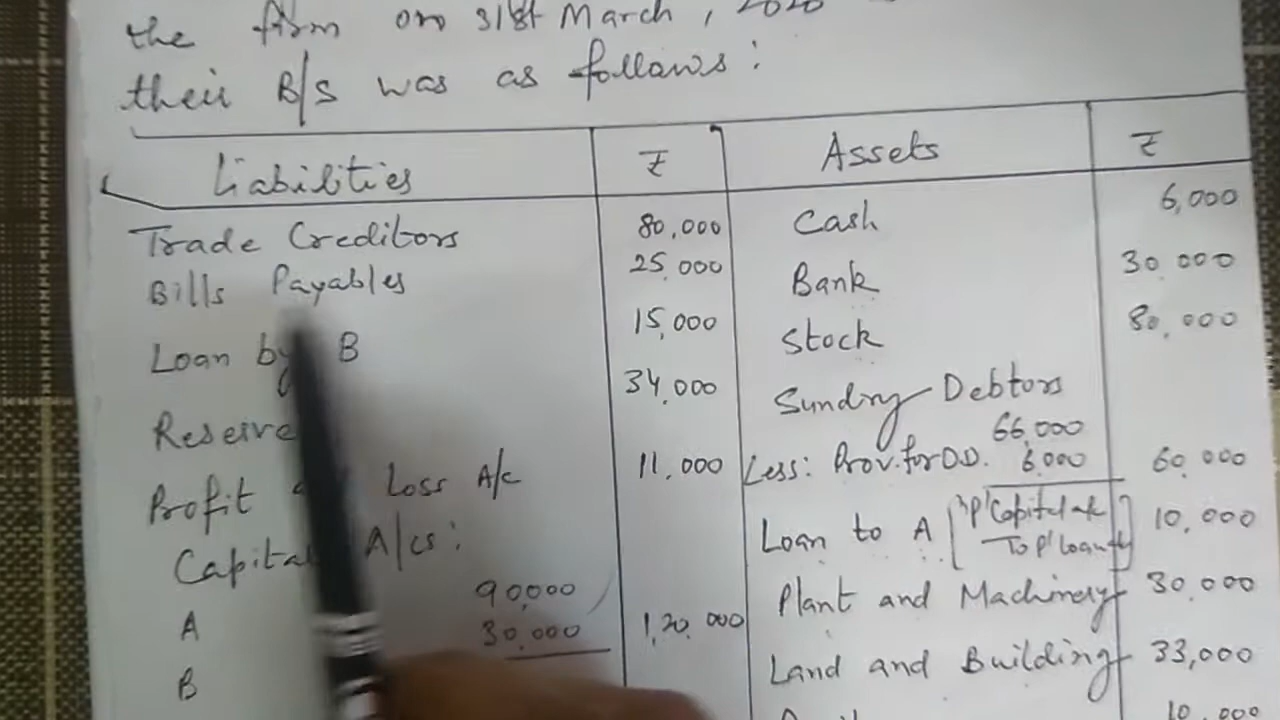 the firm on 31st March, 2020
their B/s was as follows:
Liabilities ₹ Assets ₹
Trade Creditors 80,000 Cash 6,000
Bills Payables 25,000 Bank 30,000
Loan by B 15,000 Stock 80,000
Reserve 34,000 Sundry Debtors
66,000
Profit Loss A/c 11,000 Less: Prov. for D.D. 6,000 60,000
Capital A/cs: Loan to A 'P' Capital a/c 10,000
To P' loan
A 90,000 Plant and Machinery 30,000
B 30,000 1,20,000 Land and Building 33,000
10,000